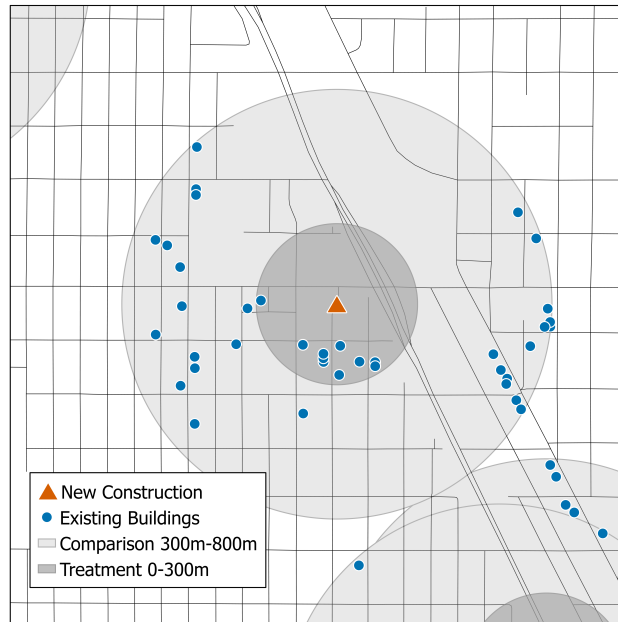 New Construction
Existing Buildings
Comparison 300m-800m
Treatment 0-300m